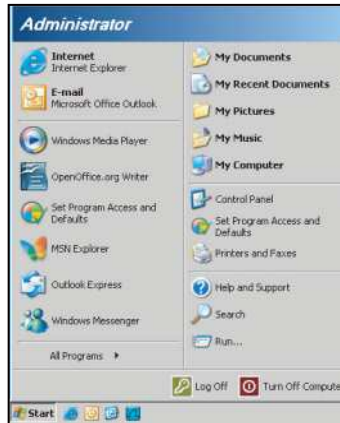 Administrator
Internet
Internet Explorer
E-mail
Microsoft Office Outlook
Windows Media Player
OpenOffice.org Writer
Set Program Access and
Defaults
MSN Explorer
Outlook Express
Windows Messenger
All Programs
My Documents
My Recent Documents
My Pictures
My Music
My Computer
Control Panel
Set Program Access and
Defaults
Printers and Faxes
Help and Support
Search
Run...
Log Off
Turn Off Compute
Start